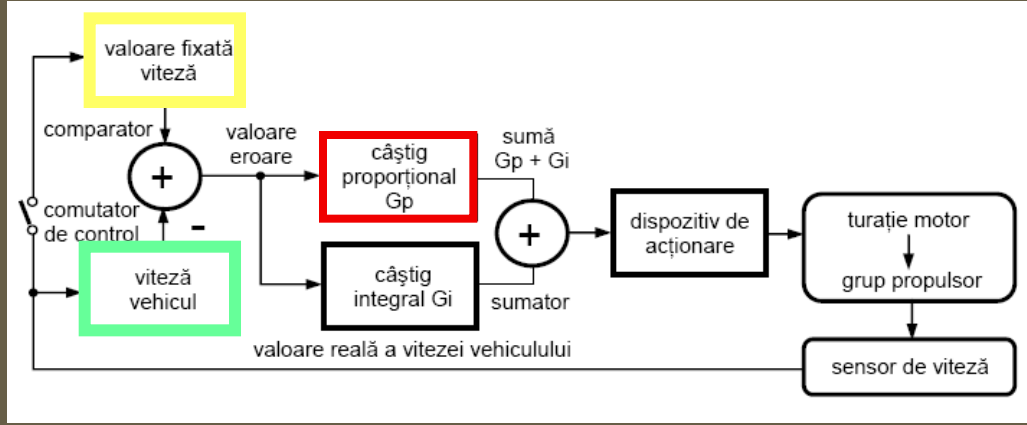 valoare fixată
viteză
comparator
+
valoare
eroare
câştig
proporțional
Gp
sumă
Gp + Gi
+
dispozitiv de
acționare
turație motor
grup propulsor
comutator
de control
-
viteză
vehicul
câştig
integral Gi
sumator
valoare reală a vitezei vehiculului
sensor de viteză